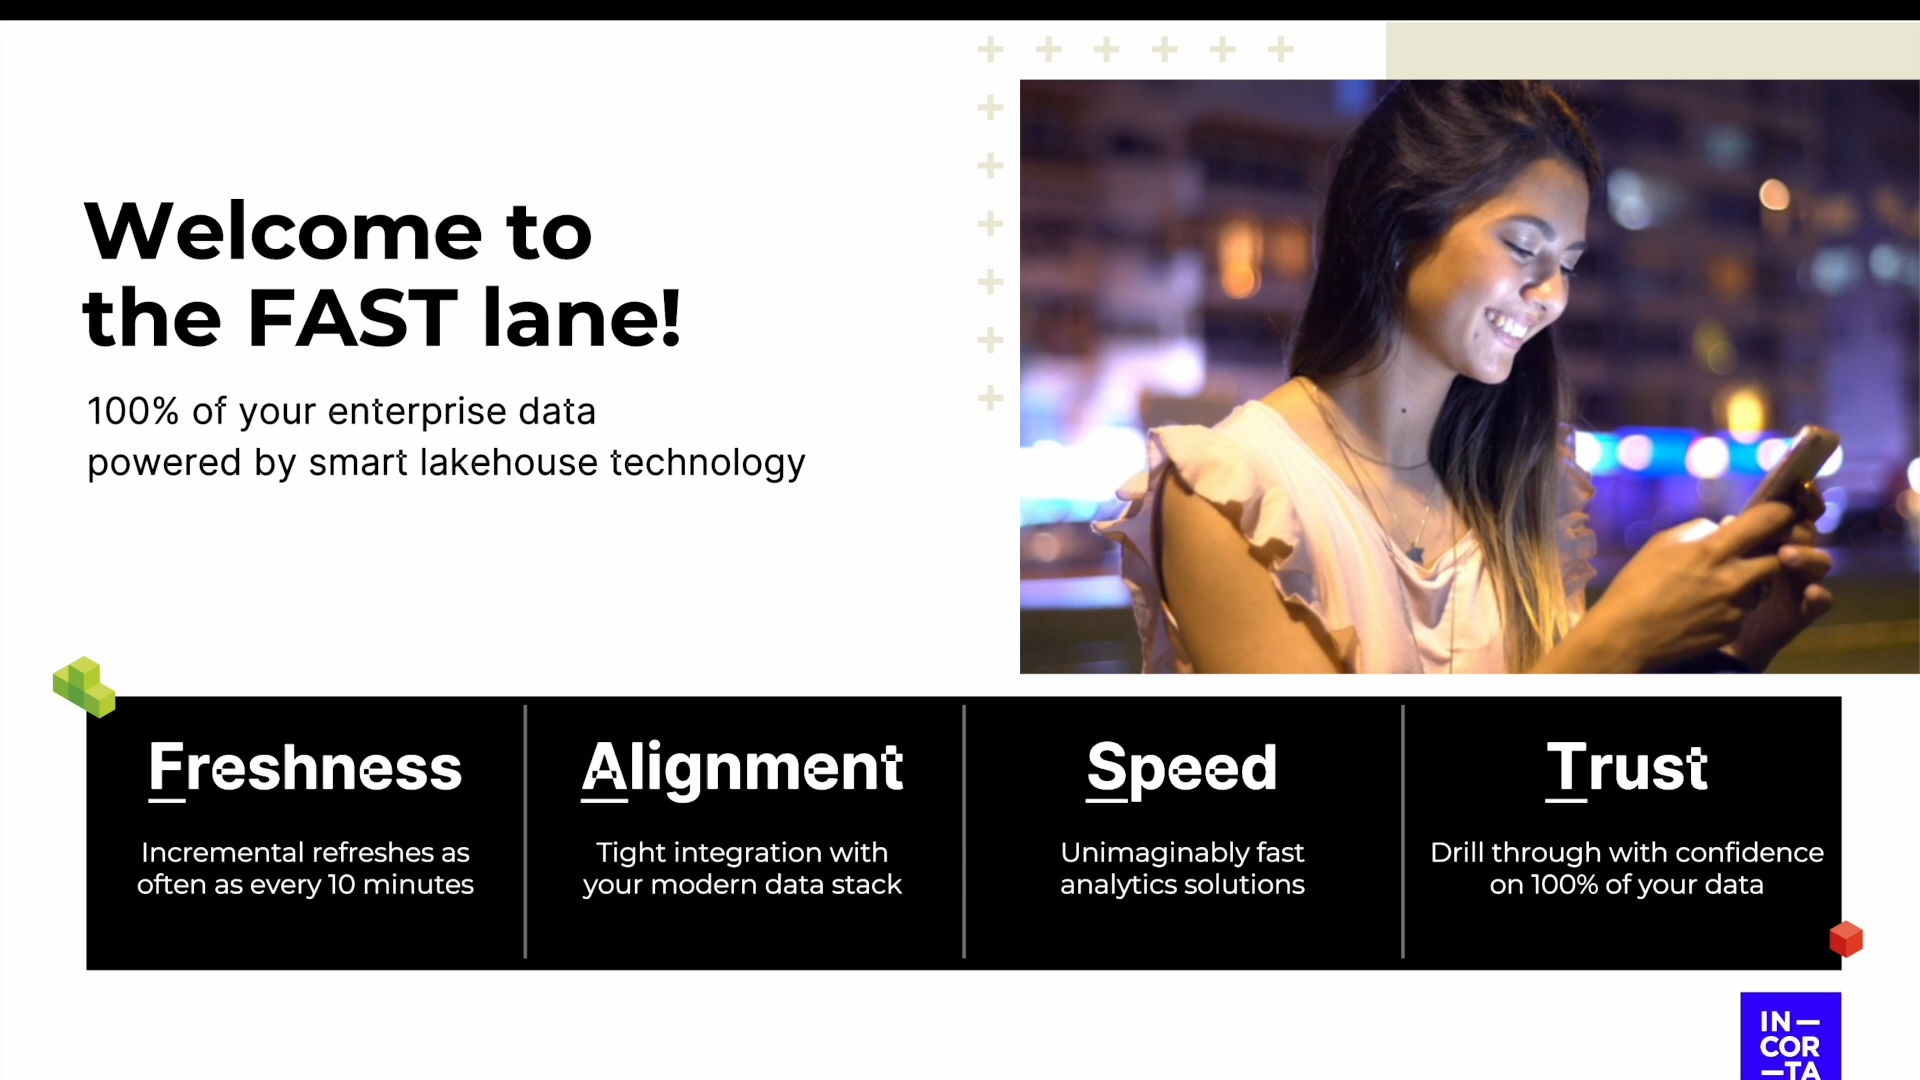 Welcome to
the FAST lane!
100% of your enterprise data
powered by smart lakehouse technology
Freshness
Incremental refreshes as
often as every 10 minutes
Alignment
Tight integration with
your modern data stack
Speed
Unimaginably fast
analytics solutions
Trust
Drill through with confidence
on 100% of your data
IN—
COR
—TA